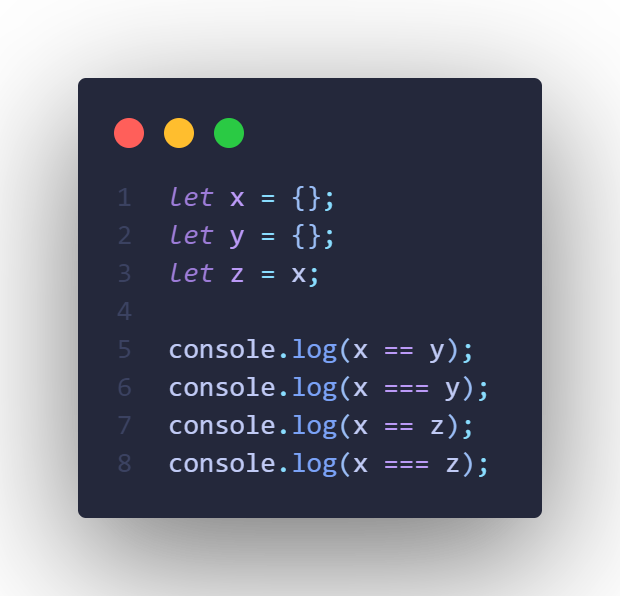 1 let x = {};
2 let y = {};
3 let z = x;
4
5 console.log(x == y);
6 console.log(x === y);
7 console.log(x == z);
8 console.log(x === z);